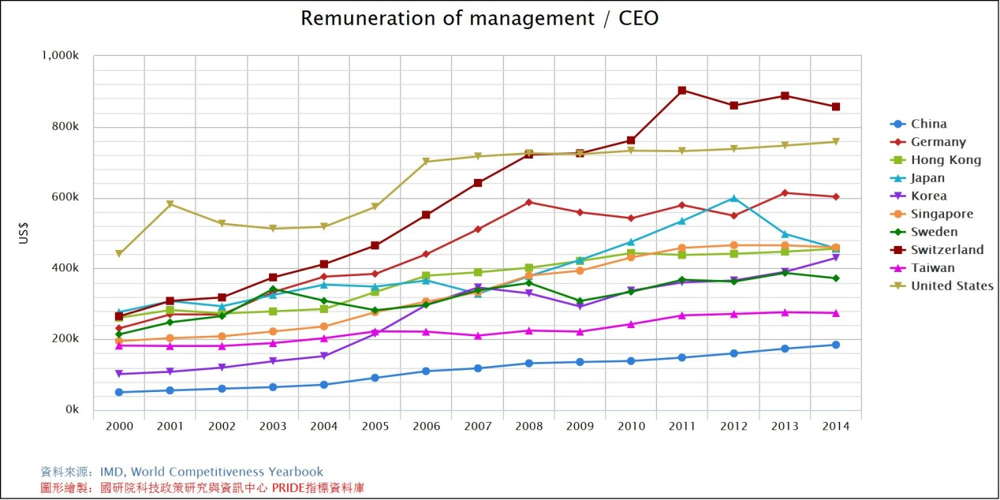 Remuneration of management / CEO
1,000k
800k
600k
400k
200k
0k
US$
2000 2001 2002 2003 2004 2005 2006 2007 2008 2009 2010 2011 2012 2013 2014
China
Germany
Hong Kong
Japan
Korea
Singapore
Sweden
Switzerland
Taiwan
United States
資料來源：IMD, World Competitiveness Yearbook
圖形繪製：國研院科技政策研究與資訊中心 PRIDE指標資料庫